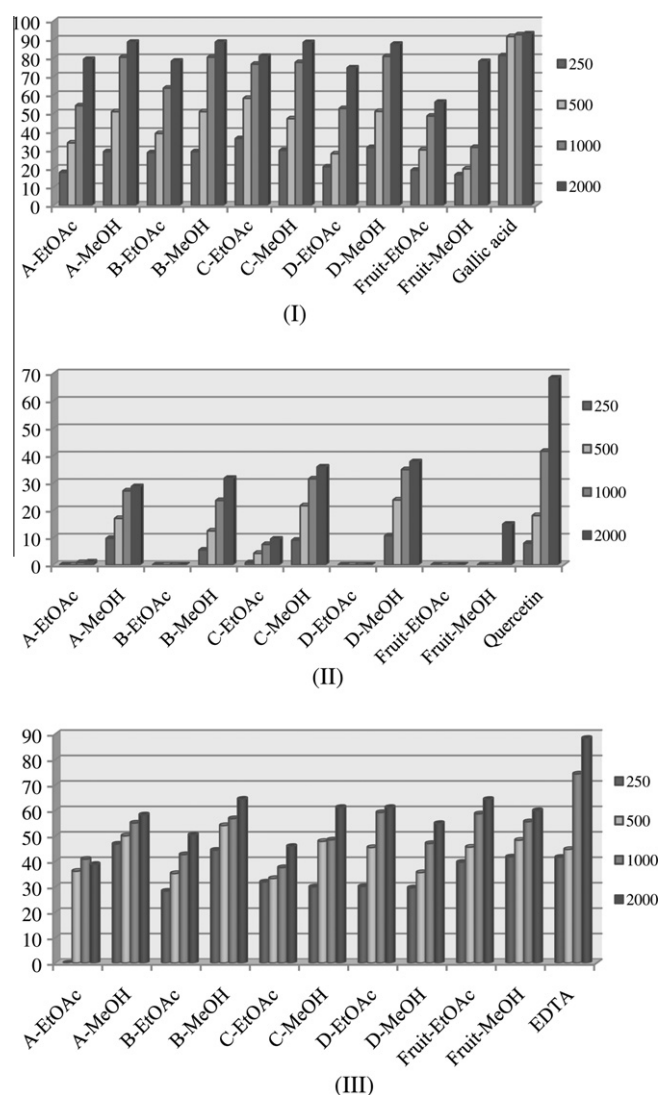 100
90
80
70
60
50
40
30
20
10
0
A-EtOAc
A-MeOH
B-EtOAc
B-MeOH
C-EtOAc
C-MeOH
D-EtOAc
D-MeOH
Fruit-EtOAc
Fruit-MeOH
Gallic acid
250
500
1000
2000
(I)
70
60
50
40
30
20
10
0
A-EtOAc
A-MeOH
B-EtOAc
B-MeOH
C-EtOAc
C-MeOH
D-EtOAc
D-MeOH
Fruit-EtOAc
Fruit-MeOH
Quercetin
250
500
1000
2000
(II)
90
80
70
60
50
40
30
20
10
0
A-EtOAc
A-MeOH
B-EtOAc
B-MeOH
C-EtOAc
C-MeOH
D-EtOAc
D-MeOH
Fruit-EtOAc
Fruit-MeOH
EDTA
250
500
1000
2000
(III)